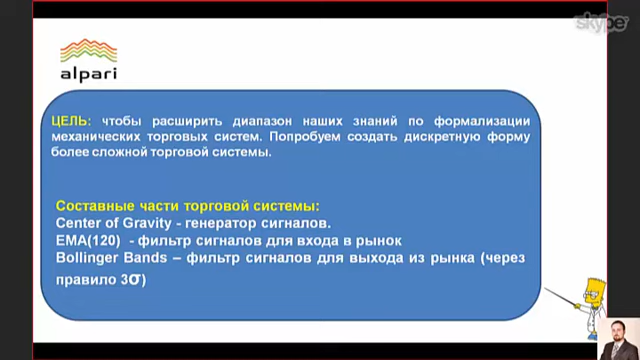 skype
alpari
ЦЕЛЬ: чтобы расширить диапазон наших знаний по формализации
механических торговых систем. Попробуем создать дискретную форму
более сложной торговой системы.
Составные части торговой системы:
Center of Gravity - генератор сигналов.
EMA(120) - фильтр сигналов для входа в рынок
Bollinger Bands – фильтр сигналов для выхода из рынка (через
правило 3σ)